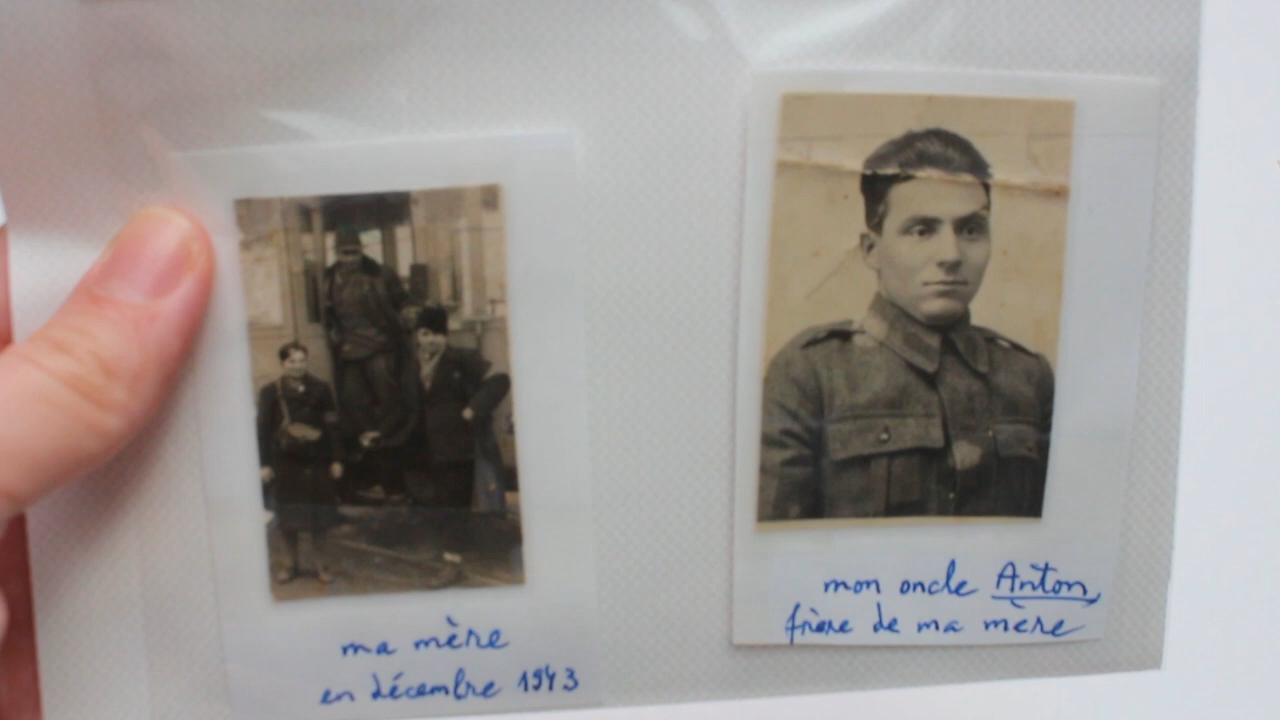 ma mère
en décembre 1943
mon oncle Anton,
frère de ma mère